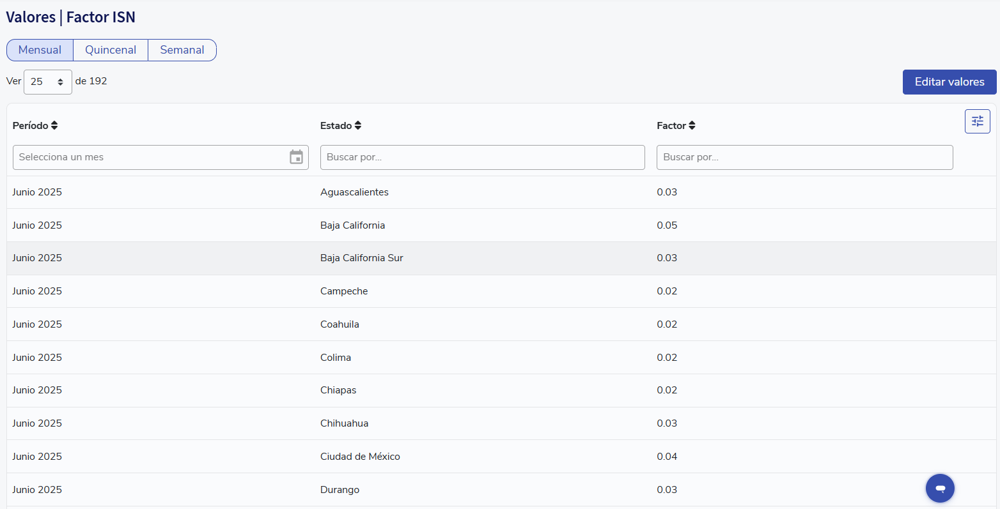 Valores | Factor ISN
Mensual Quincenal Semanal
Ver 25 de 192 Editar valores
Período Estado Factor
Selecciona un mes Buscar por... Buscar por...
Junio 2025 Aguascalientes 0.03
Junio 2025 Baja California 0.05
Junio 2025 Baja California Sur 0.03
Junio 2025 Campeche 0.02
Junio 2025 Coahuila 0.02
Junio 2025 Colima 0.02
Junio 2025 Chiapas 0.02
Junio 2025 Chihuahua 0.03
Junio 2025 Ciudad de México 0.04
Junio 2025 Durango 0.03